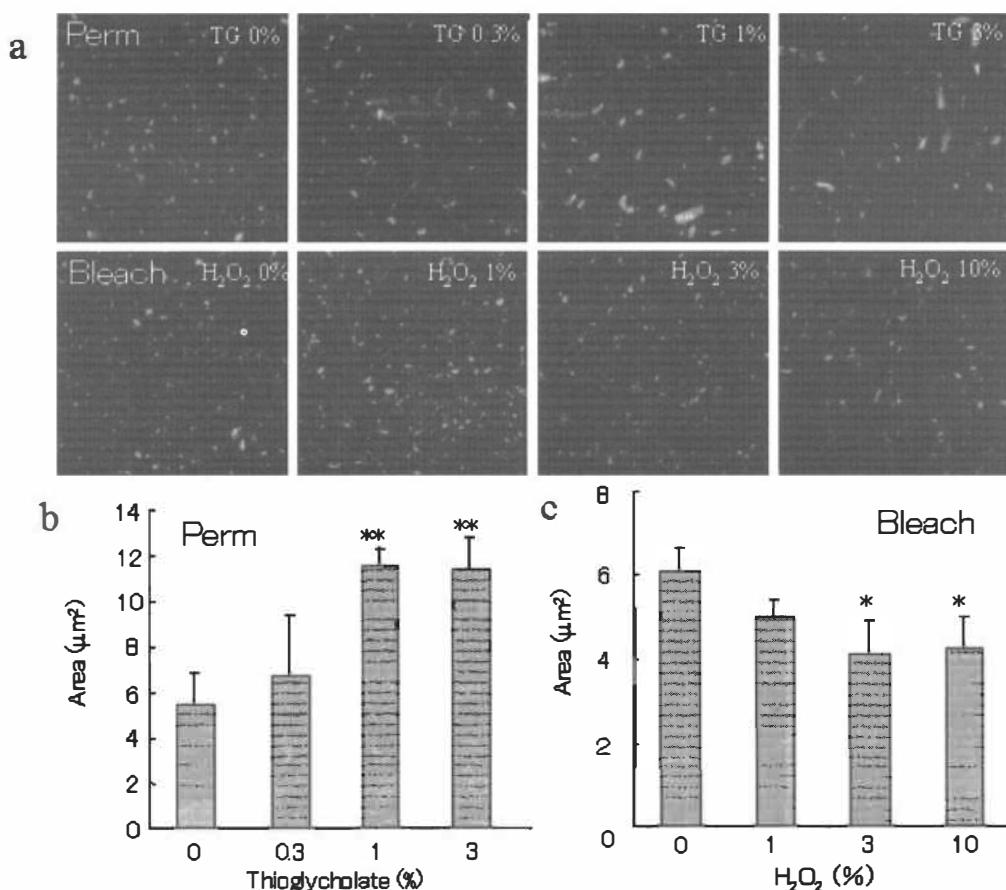 a
Perm TG 0% TG 0.3% TG 1% TG 3%
Bleach H₂O₂ 0% H₂O₂ 1% H₂O₂ 3% H₂O₂ 10%
b
Perm
Area (μm²)
14
12
10
8
6
4
2
0
** **
0 0.3 1 3
Thioglycholate (%)
c
Bleach
Area (μm²)
8
6
4
2
0
* *
0 1 3 10
H₂O₂ (%)